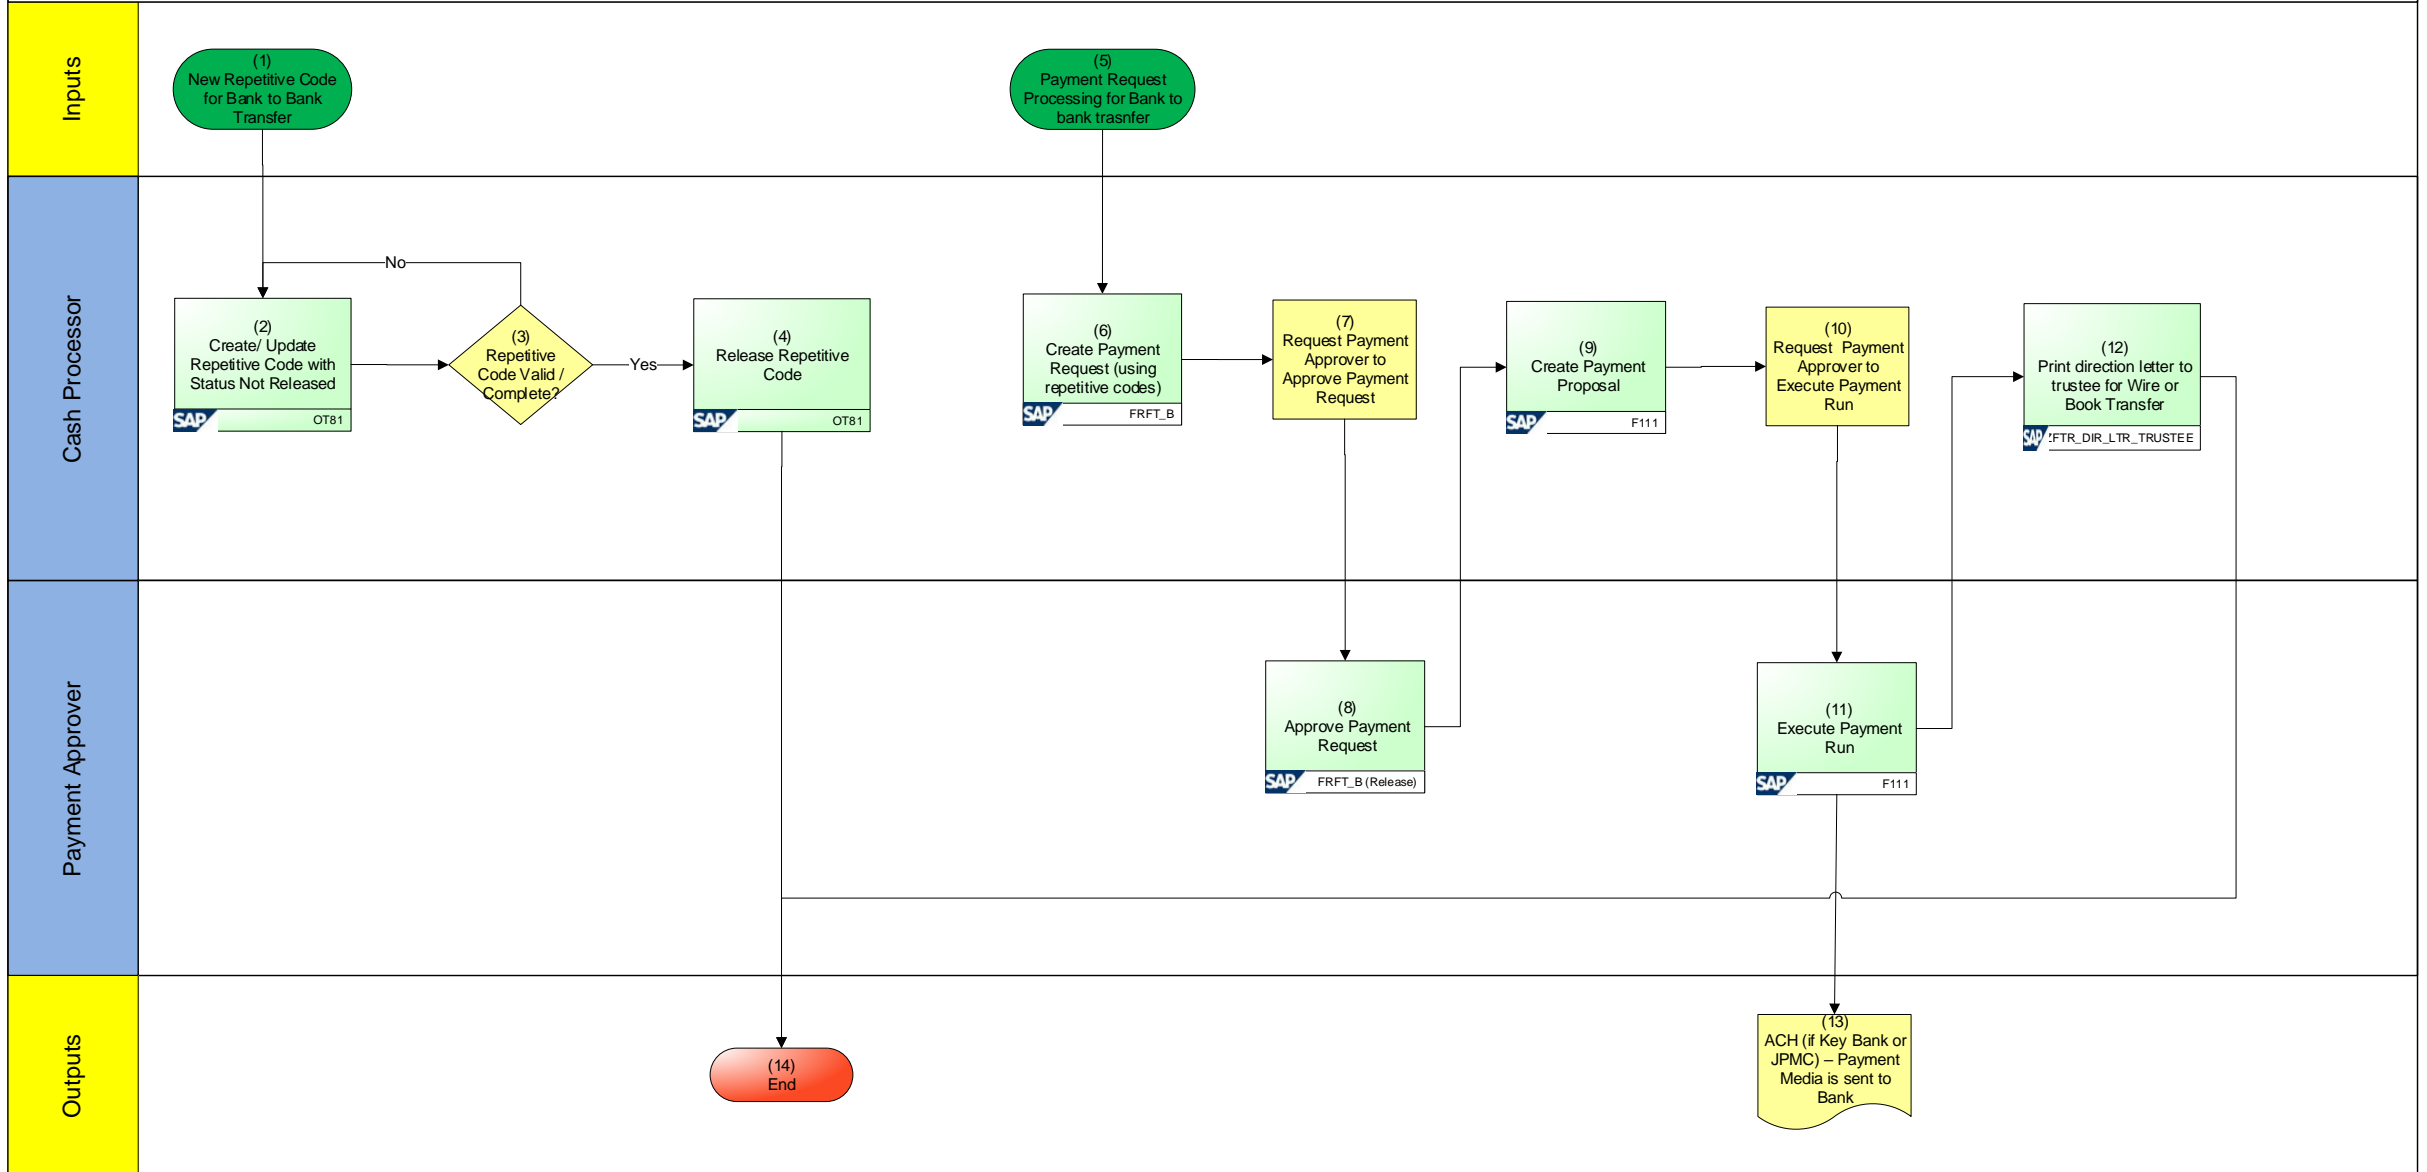 Inputs
(1)
New Repetitive Code
for Bank to Bank
Transfer
(5)
Payment Request
Processing for Bank to
bank trasnfer
Cash Processor
No
(2)
Create/ Update
Repetitive Code with
Status Not Released
SAP
OT81
(3)
Repetitive
Code Valid /
Complete?
Yes
(4)
Release Repetitive
Code
SAP
OT81
(6)
Create Payment
Request (using
repetitive codes)
SAP
FRFT_B
(7)
Request Payment
Approver to
Approve Payment
Request
(9)
Create Payment
Proposal
SAP
F111
(10)
Request Payment
Approver to
Execute Payment
Run
(12)
Print direction letter to
trustee for Wire or
Book Transfer
SAP
ZFTR_DIR_LTR_TRUSTEE
Payment Approver
(8)
Approve Payment
Request
SAP
FRFT_B (Release)
(11)
Execute Payment
Run
SAP
F111
Outputs
(14)
End
(13)
ACH (if Key Bank or
JPMC) – Payment
Media is sent to
Bank